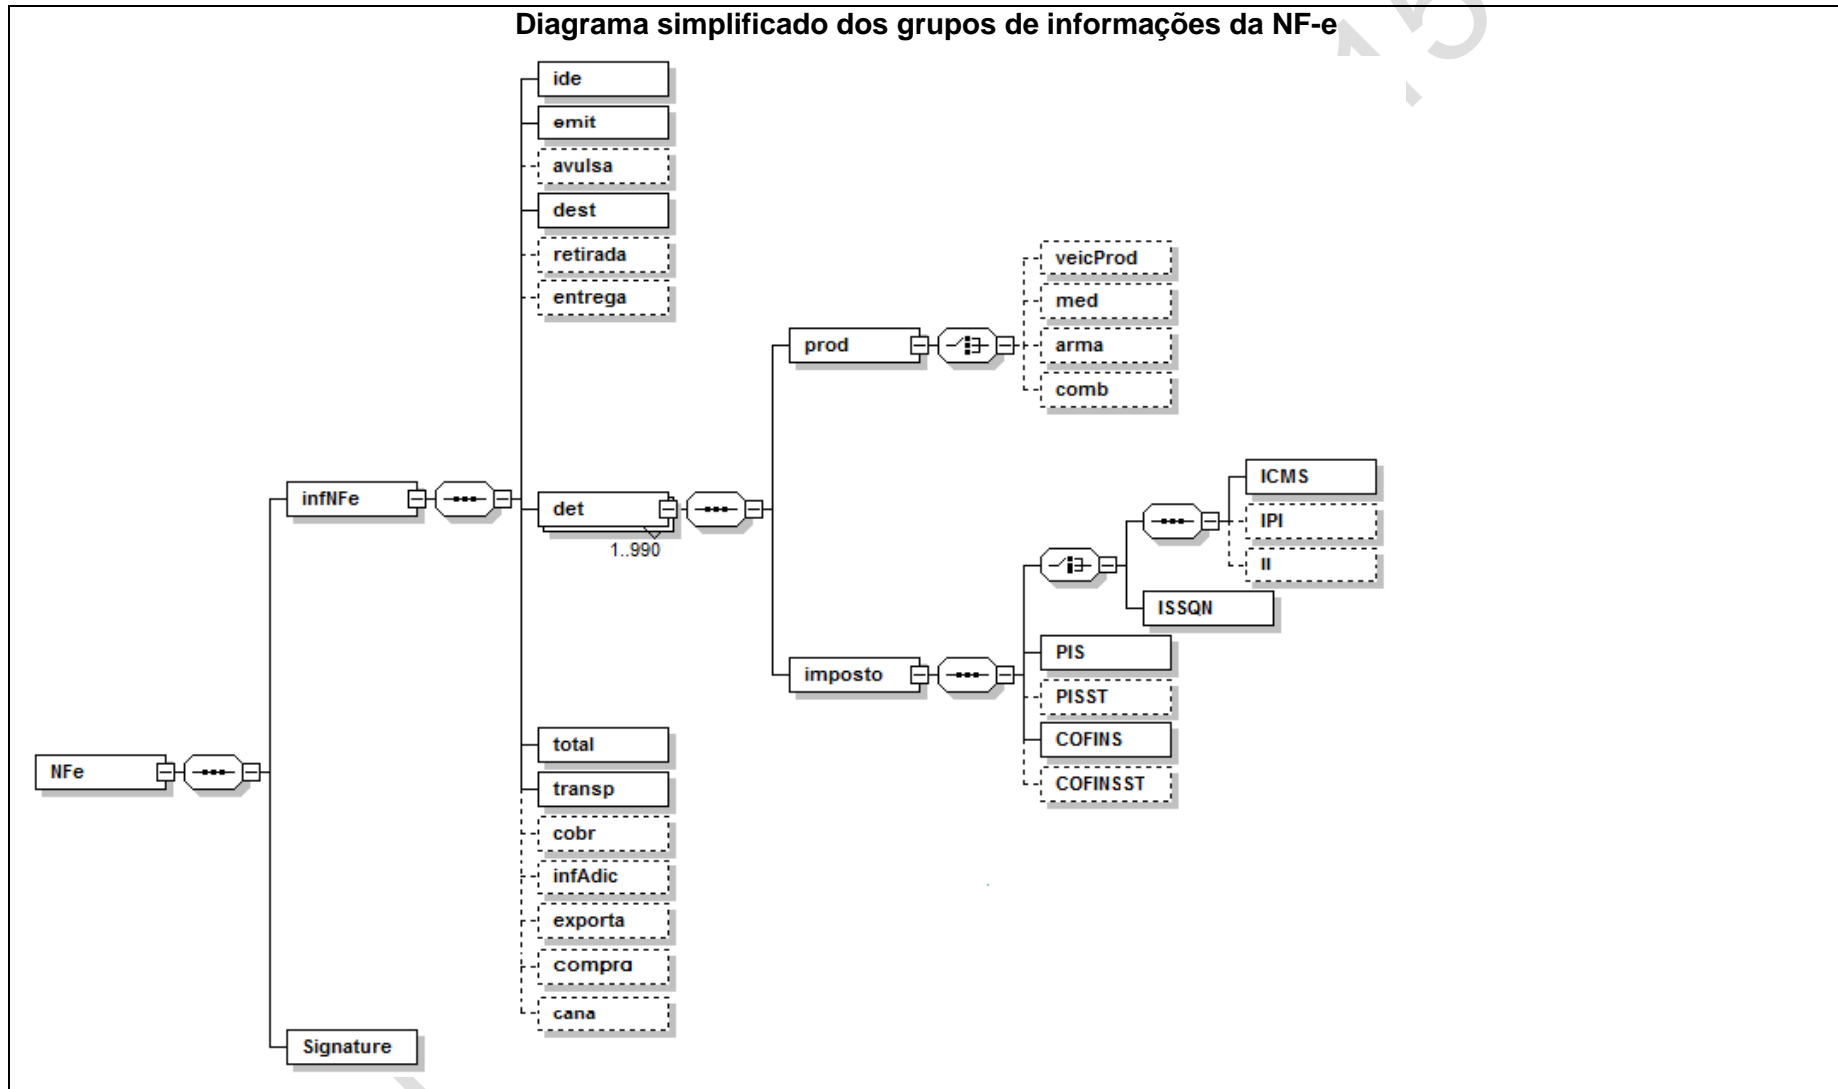 Diagrama simplificado dos grupos de informações da NF-e
ide
emit
avulsa
dest
retirada
entrega
veicProd
med
prod
arma
comb
ICMS
infNFe
det
IPI
1..990
II
ISSQN
PIS
imposto
PISST
total
COFINS
NFe
transp
COFINSST
cobr
infAdic
exporta
compra
cana
Signature
15